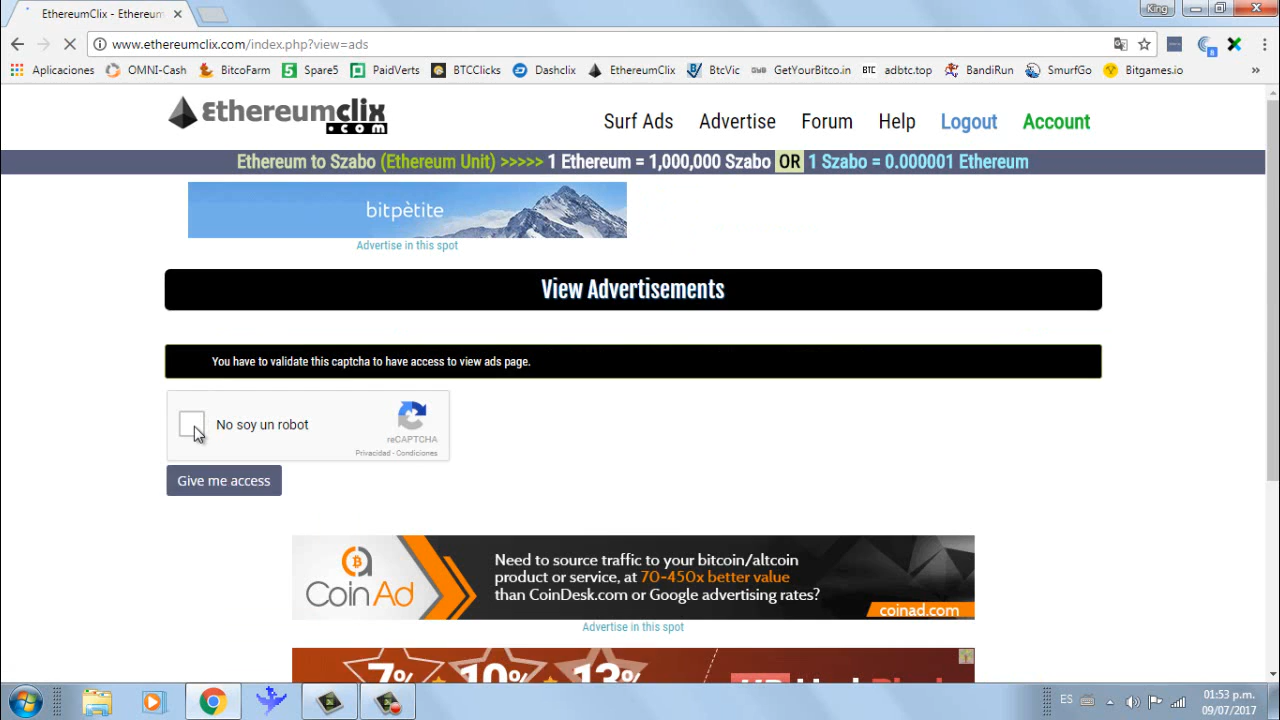 EthereumClix - Ethereum
King
www.ethereumclix.com/index.php?view=ads
Aplicaciones OMNI-Cash BitcoFarm Spare5 PaidVerts BTCClicks Dashclix EthereumClix BtcVic GetYourBitco.in adbtc.top BandiRun SmurfGo Bitgames.io »
Ethereumclix
.com
Surf Ads Advertise Forum Help Logout Account
Ethereum to Szabo (Ethereum Unit) >>>>> 1 Ethereum = 1,000,000 Szabo OR 1 Szabo = 0.000001 Ethereum
bitpètite
Advertise in this spot
View Advertisements
You have to validate this captcha to have access to view ads page.
No soy un robot
reCAPTCHA
Privacidad - Condiciones
Give me access
CoinAd
Need to source traffic to your bitcoin/altcoin
product or service, at 70-450x better value
than CoinDesk.com or Google advertising rates?
coinad.com
Advertise in this spot
7% 10% 13%
ES
01:53 p.m.
09/07/2017